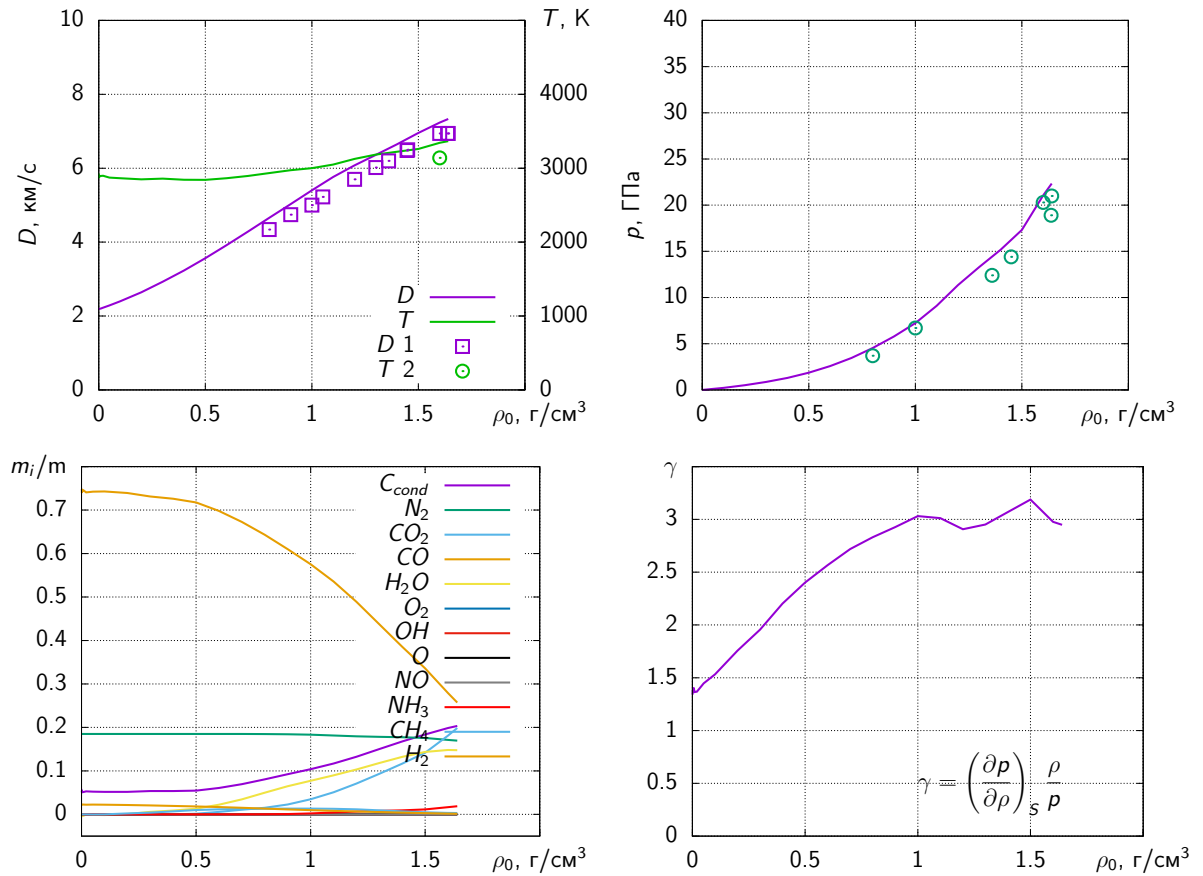 10
8
6
4
2
0
D, км/с
T, K
4000
3000
2000
1000
0
D
T
D 1
T 2
0
0.5
1
1.5
ρ₀, г/см³
40
35
30
25
20
15
10
5
0
p, ГПа
0
0.5
1
1.5
ρ₀, г/см³
mᵢ/m
0.7
0.6
0.5
0.4
0.3
0.2
0.1
0
C_cond
N₂
CO₂
CO
H₂O
O₂
OH
O
NO
NH₃
CH₄
H₂
0
0.5
1
1.5
ρ₀, г/см³
γ
3
2.5
2
1.5
1
0.5
0
γ = (∂p/∂ρ)_S ρ/p
0
0.5
1
1.5
ρ₀, г/см³